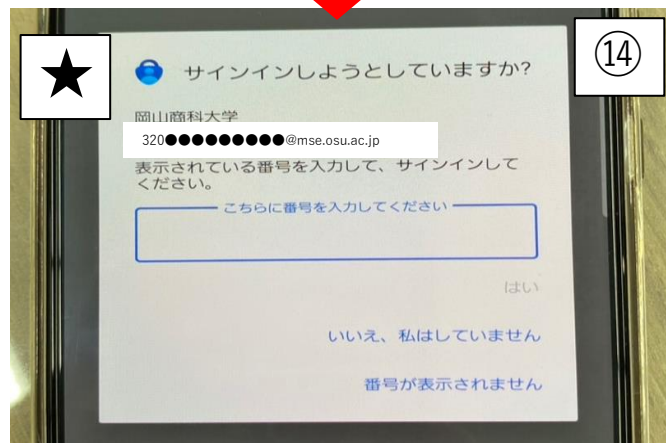 ★
⑭
サインインしようとしていますか?
岡山商科大学
320●●●●●●●●●@mse.osu.ac.jp
表示されている番号を入力して、サインインして
ください。
こちらに番号を入力してください
はい
いいえ、私はしていません
番号が表示されません